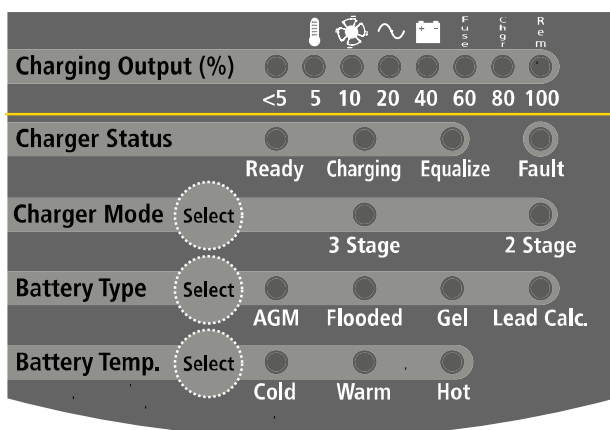 Fuse Chgr Rem
Charging Output (%)
<5 5 10 20 40 60 80 100
Charger Status
Ready Charging Equalize Fault
Charger Mode Select
3 Stage 2 Stage
Battery Type Select
AGM Flooded Gel Lead Calc.
Battery Temp. Select
Cold Warm Hot